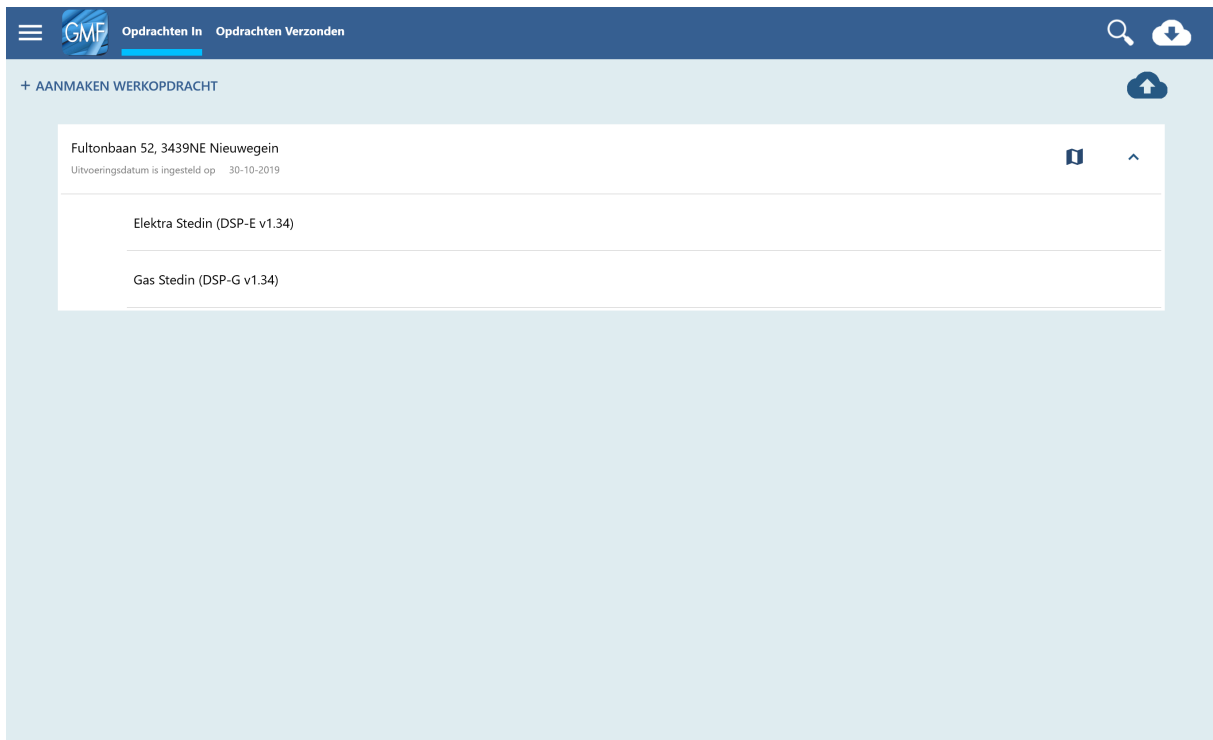 GMF Opdrachten In Opdrachten Verzonden
+ AANMAKEN WERKOPDRACHT
Fultonbaan 52, 3439NE Nieuwegein
Uitvoeringsdatum is ingesteld op 30-10-2019
Elektra Stedin (DSP-E v1.34)
Gas Stedin (DSP-G v1.34)